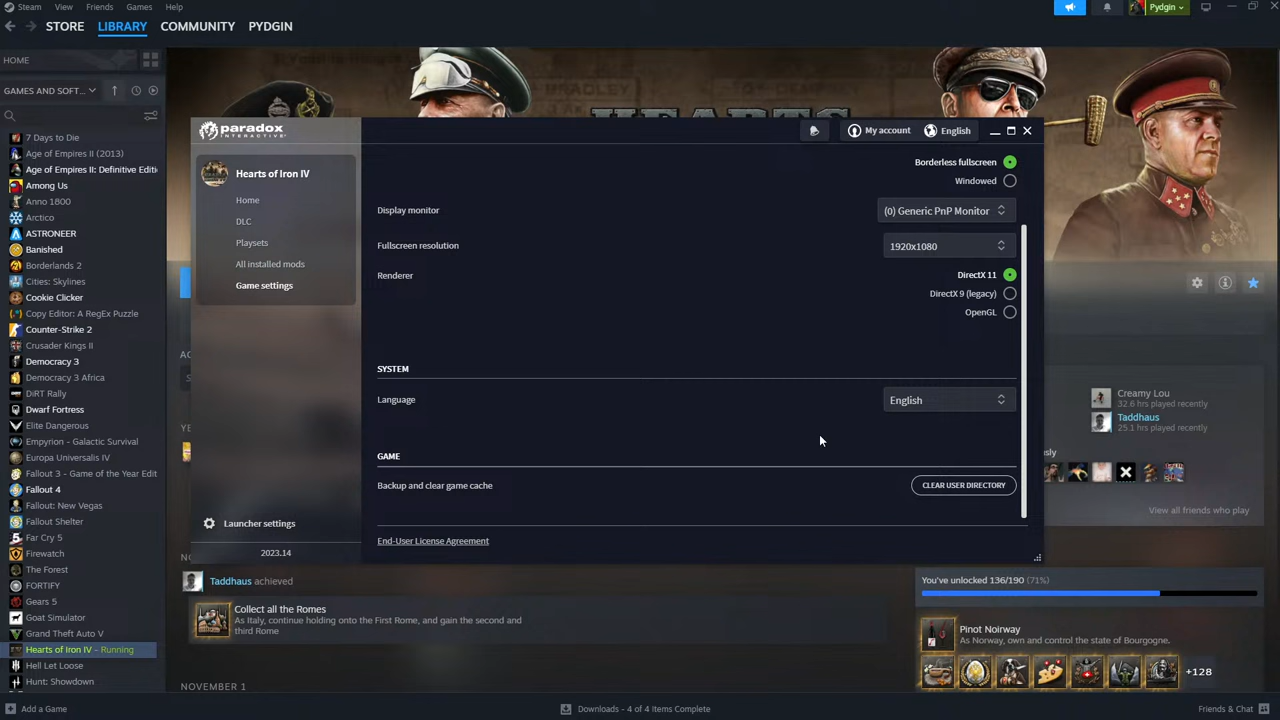 Steam View Friends Games Help
Pydgin
STORE LIBRARY COMMUNITY PYDGIN
HOME
GAMES AND SOFT...
7 Days to Die
Age of Empires II (2013)
Age of Empires II: Definitive Editi
Among Us
Anno 1800
Arctico
ASTRONEER
Banished
Borderlands 2
Cities: Skylines
Cookie Clicker
Copy Editor: A RegEx Puzzle
Counter-Strike 2
Crusader Kings II
Democracy 3
Democracy 3 Africa
DiRT Rally
Dwarf Fortress
Elite Dangerous
Empyrion - Galactic Survival
Europa Universalis IV
Fallout 3 - Game of the Year Edit
Fallout 4
Fallout: New Vegas
Fallout Shelter
Far Cry 5
Firewatch
The Forest
FORTIFY
Gears 5
Goat Simulator
Grand Theft Auto V
Hearts of Iron IV - Running
Hell Let Loose
Hunt: Showdown
HEARTS
paradox
INTERACTIVE
My account
English
Hearts of Iron IV
Home
DLC
Playsets
All installed mods
Game settings
Launcher settings
2023.14
Borderless fullscreen
Windowed
Display monitor
(0) Generic PnP Monitor
Fullscreen resolution
1920x1080
Renderer
DirectX 11
DirectX 9 (legacy)
OpenGL
SYSTEM
Language
English
GAME
Backup and clear game cache
CLEAR USER DIRECTORY
End-User License Agreement
Creamy Lou
32.6 hrs played recently
Taddhaus
25.1 hrs played recently
View all friends who play
Taddhaus achieved
Collect all the Romes
As Italy, continue holding onto the First Rome, and gain the second and
third Rome
NOVEMBER 1
You've unlocked 136/190 (71%)
Pinot Noirway
As Norway, own and control the state of Bourgogne.
+128
Add a Game
Downloads - 4 of 4 Items Complete
Friends & Chat